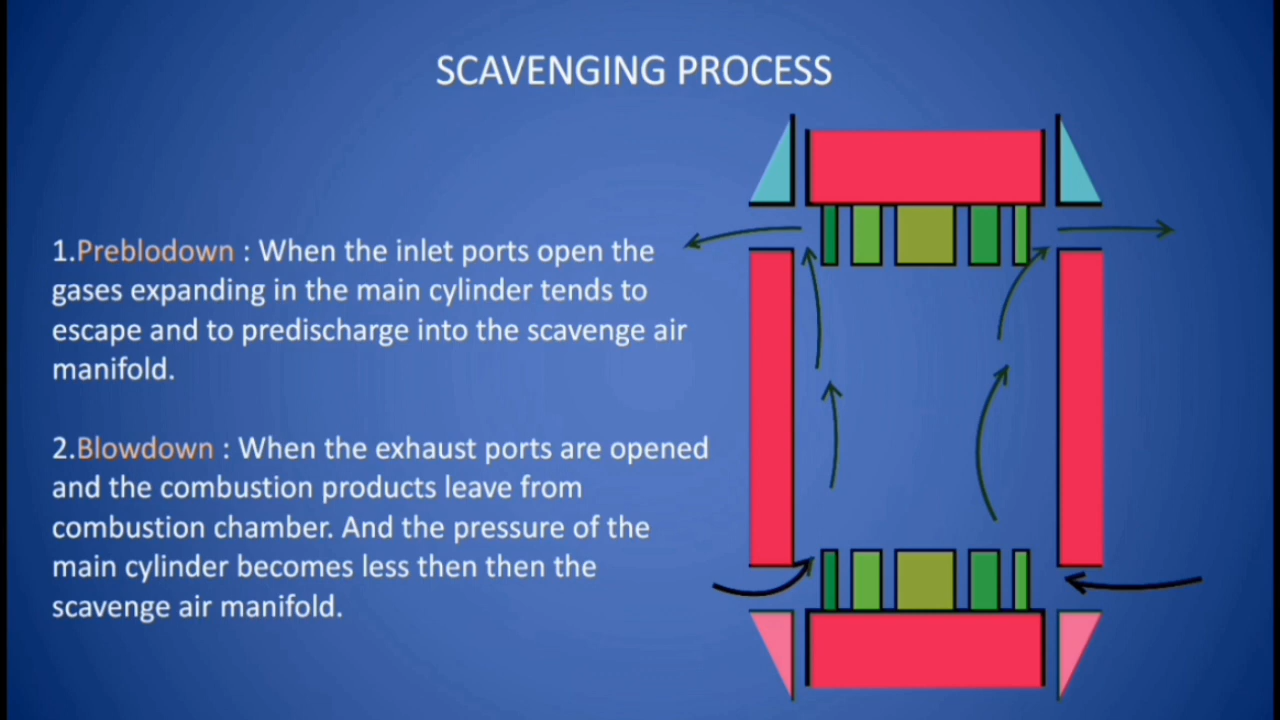 SCAVENGING PROCESS
1.Preblodown : When the inlet ports open the
gases expanding in the main cylinder tends to
escape and to predischarge into the scavenge air
manifold.
2.Blowdown : When the exhaust ports are opened
and the combustion products leave from
combustion chamber. And the pressure of the
main cylinder becomes less then then the
scavenge air manifold.